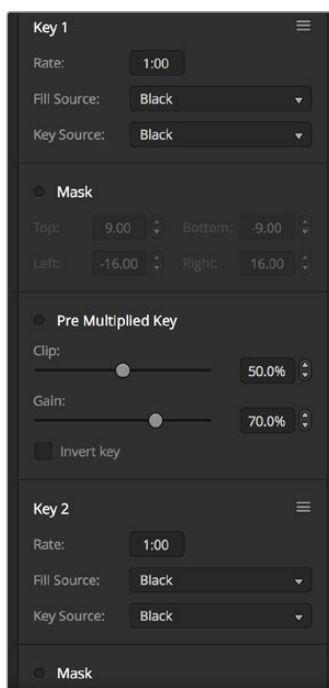 Key 1
Rate: 1:00
Fill Source: Black
Key Source: Black
Mask
Top: 9.00 Bottom: -9.00
Left: -16.00 Right: 16.00
Pre Multiplied Key
Clip:
50.0%
Gain:
70.0%
Invert key
Key 2
Rate: 1:00
Fill Source: Black
Key Source: Black
Mask